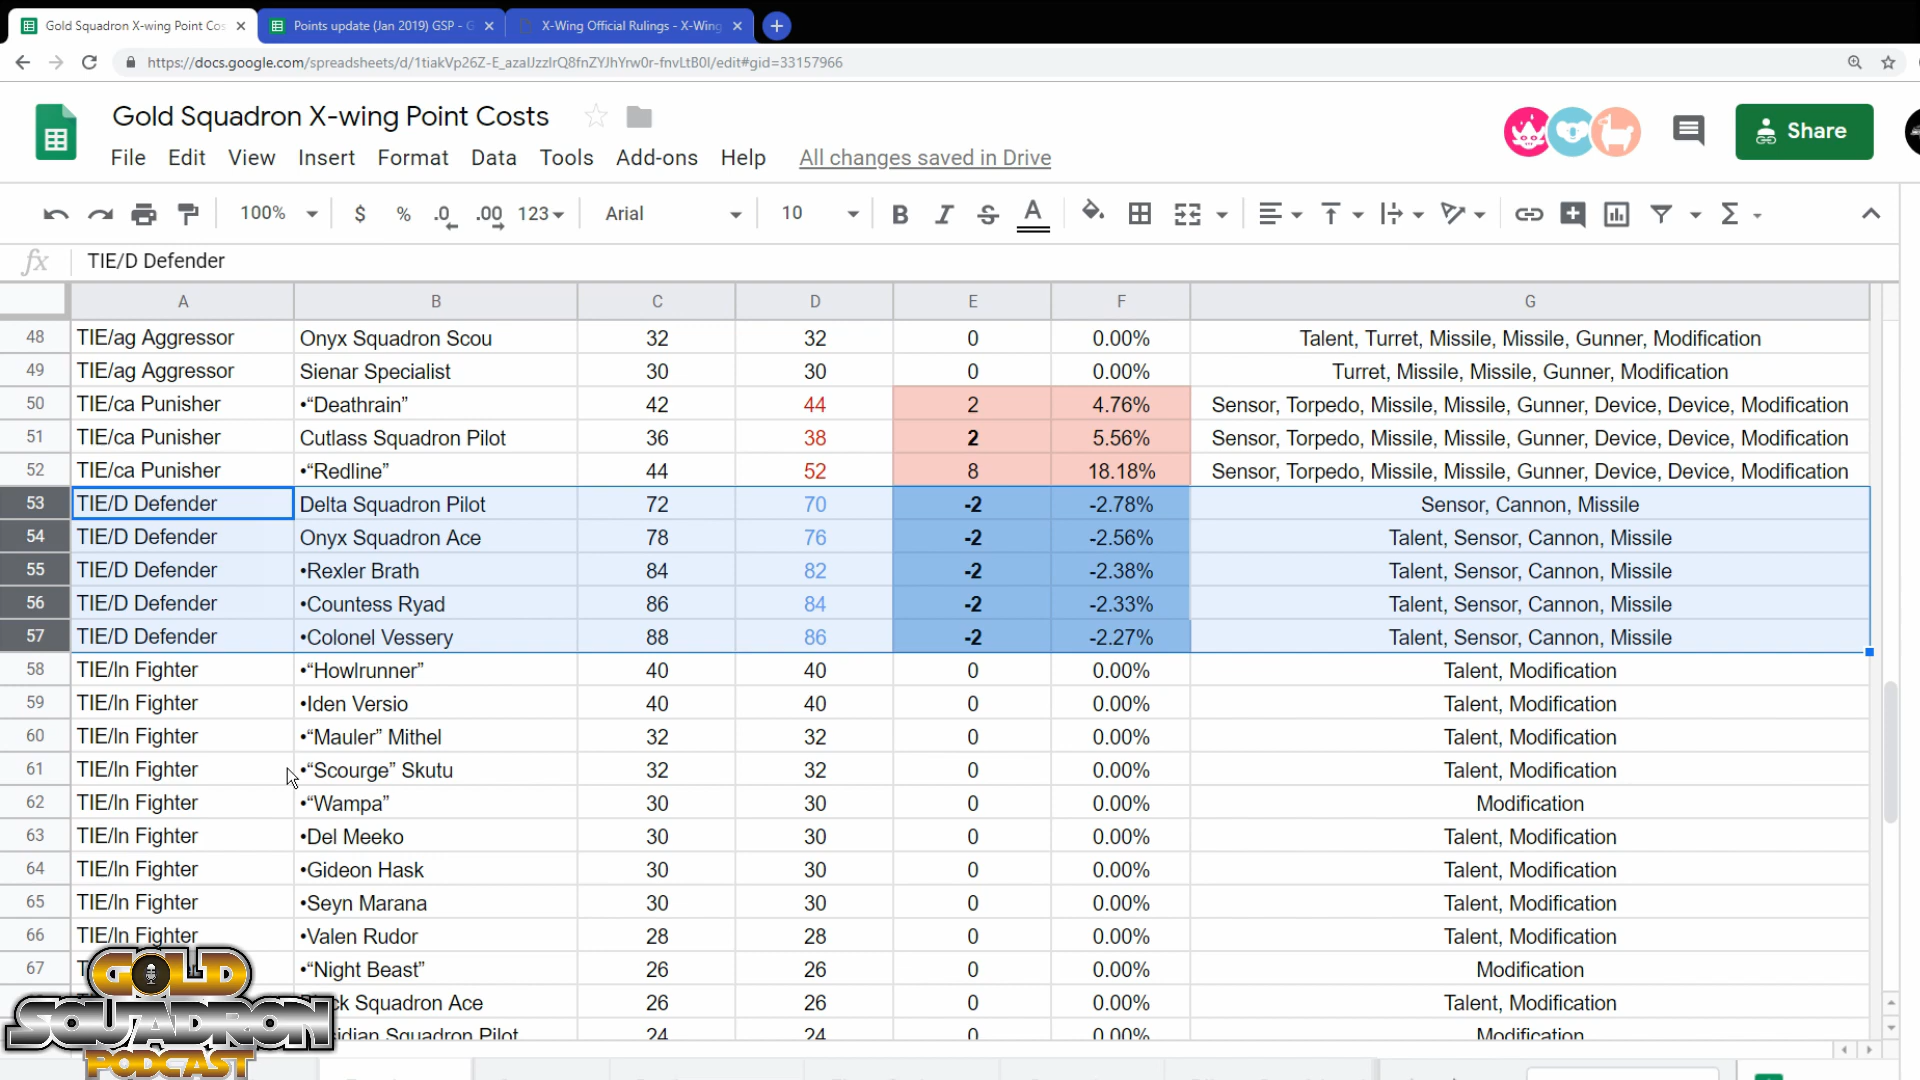 Gold Squadron X-wing Point Cos
Points update (Jan 2019) GSP - G
X-Wing Official Rulings - X-Wing
https://docs.google.com/spreadsheets/d/1tiakVp26Z-E_azaIJzzIrQ8fnZYJhYrw0r-fnvLtB0I/edit#gid=33157966
Gold Squadron X-wing Point Costs
File Edit View Insert Format Data Tools Add-ons Help All changes saved in Drive
Share
100% $ % .0 .00 123 Arial 10 B I S A Σ
fx TIE/D Defender
A B C D E F G
48 TIE/ag Aggressor Onyx Squadron Scou 32 32 0 0.00% Talent, Turret, Missile, Missile, Gunner, Modification
49 TIE/ag Aggressor Sienar Specialist 30 30 0 0.00% Turret, Missile, Missile, Gunner, Modification
50 TIE/ca Punisher •“Deathrain” 42 44 2 4.76% Sensor, Torpedo, Missile, Missile, Gunner, Device, Device, Modification
51 TIE/ca Punisher Cutlass Squadron Pilot 36 38 2 5.56% Sensor, Torpedo, Missile, Missile, Gunner, Device, Device, Modification
52 TIE/ca Punisher •“Redline” 44 52 8 18.18% Sensor, Torpedo, Missile, Missile, Gunner, Device, Device, Modification
53 TIE/D Defender Delta Squadron Pilot 72 70 -2 -2.78% Sensor, Cannon, Missile
54 TIE/D Defender Onyx Squadron Ace 78 76 -2 -2.56% Talent, Sensor, Cannon, Missile
55 TIE/D Defender •Rexler Brath 84 82 -2 -2.38% Talent, Sensor, Cannon, Missile
56 TIE/D Defender •Countess Ryad 86 84 -2 -2.33% Talent, Sensor, Cannon, Missile
57 TIE/D Defender •Colonel Vessery 88 86 -2 -2.27% Talent, Sensor, Cannon, Missile
58 TIE/ln Fighter •“Howlrunner” 40 40 0 0.00% Talent, Modification
59 TIE/ln Fighter •Iden Versio 40 40 0 0.00% Talent, Modification
60 TIE/ln Fighter •“Mauler” Mithel 32 32 0 0.00% Talent, Modification
61 TIE/ln Fighter •“Scourge” Skutu 32 32 0 0.00% Talent, Modification
62 TIE/ln Fighter •“Wampa” 30 30 0 0.00% Modification
63 TIE/ln Fighter •Del Meeko 30 30 0 0.00% Talent, Modification
64 TIE/ln Fighter •Gideon Hask 30 30 0 0.00% Talent, Modification
65 TIE/ln Fighter •Seyn Marana 30 30 0 0.00% Talent, Modification
66 TIE/ln Fighter •Valen Rudor 28 28 0 0.00% Talent, Modification
67 •“Night Beast” 26 26 0 0.00% Modification
ck Squadron Ace 26 26 0 0.00% Talent, Modification
sidian Squadron Pilot 24 24 0 0.00% Modification
GOLD
SQUADRON
PODCAST